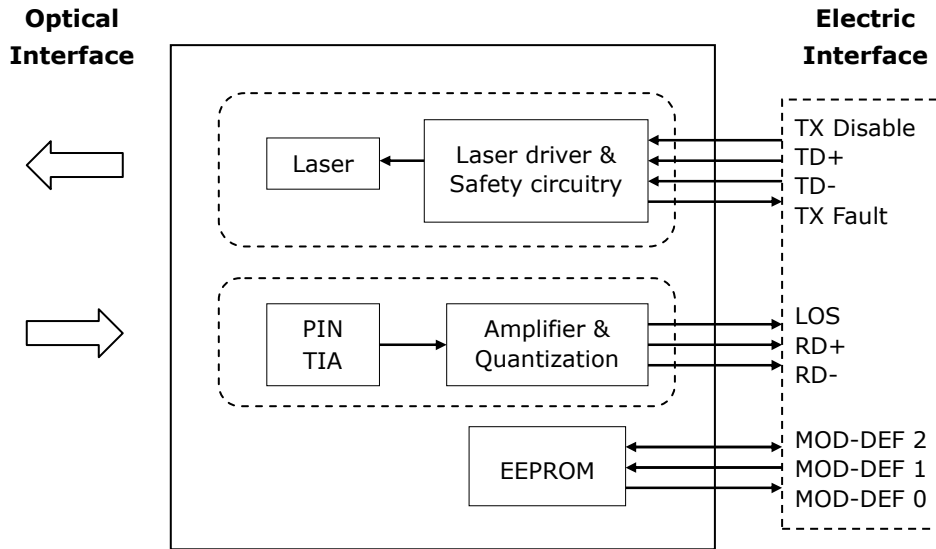 Optical
Interface
Electric
Interface
Laser
Laser driver &
Safety circuitry
TX Disable
TD+
TD-
TX Fault
PIN
TIA
Amplifier &
Quantization
LOS
RD+
RD-
EEPROM
MOD-DEF 2
MOD-DEF 1
MOD-DEF 0